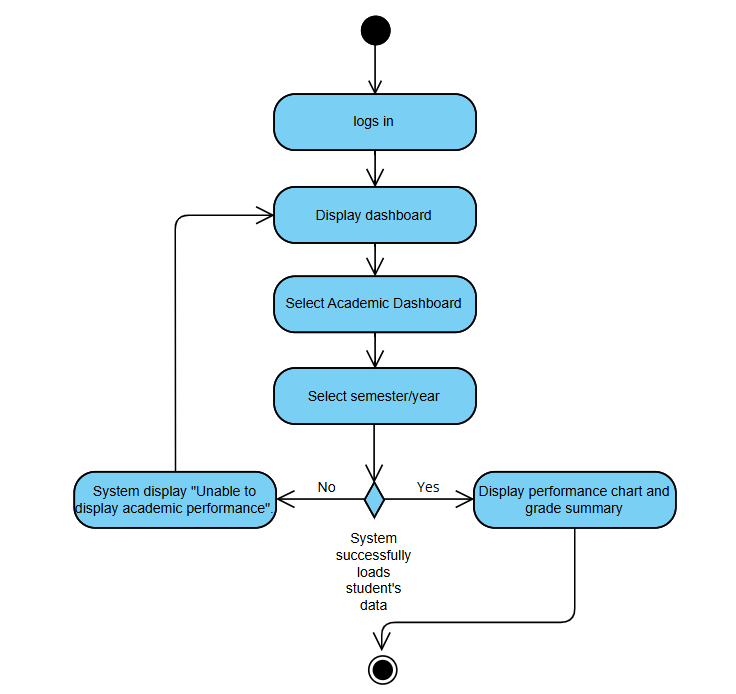 logs in
Display dashboard
Select Academic Dashboard
Select semester/year
No
Yes
System display "Unable to
display academic performance".
Display performance chart and
grade summary
System
successfully
loads
student's
data